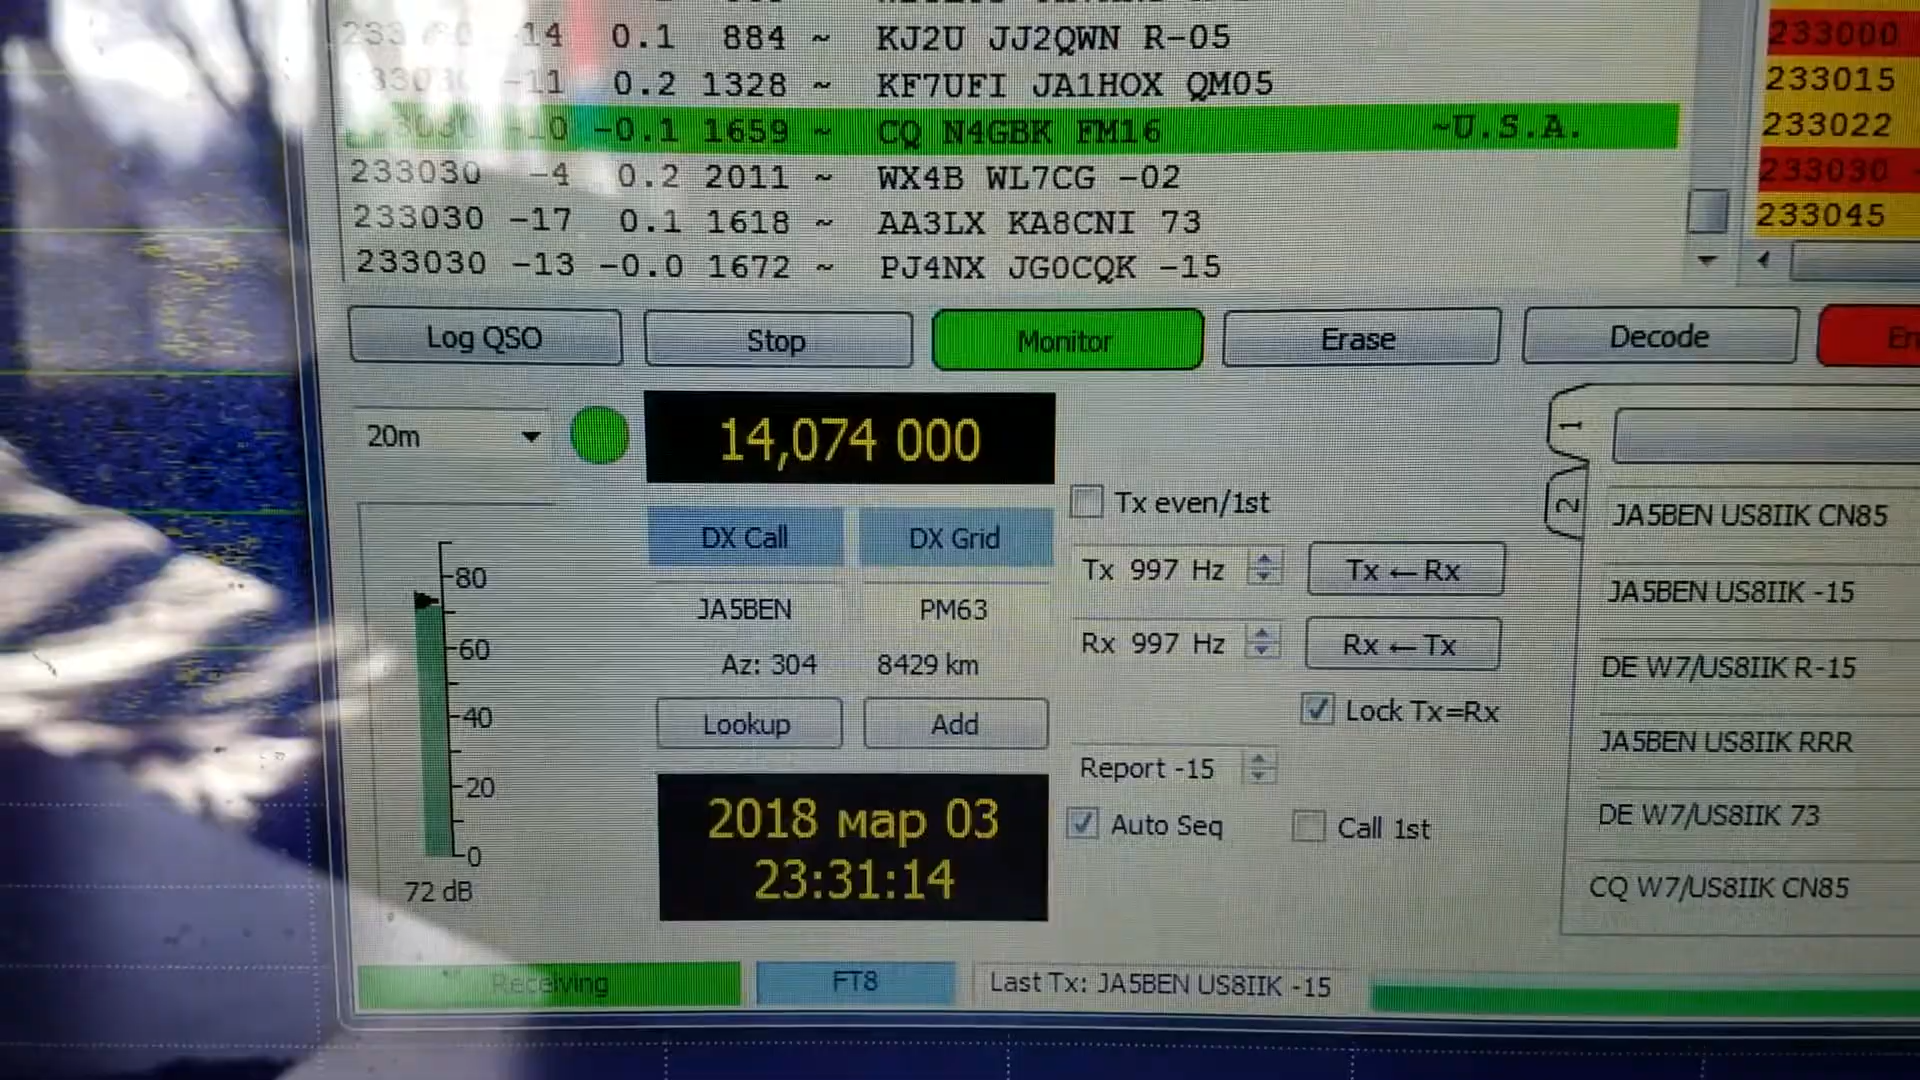 14 0.1 884 ~ KJ2U JJ2QWN R-05
-11 0.2 1328 ~ KF7UFI JA1HOX QM05
-0.1 1659 ~ CQ N4GBK FM16 ~U.S.A.
233030 -4 0.2 2011 ~ WX4B WL7CG -02
233030 -17 0.1 1618 ~ AA3LX KA8CNI 73
233030 -13 -0.0 1672 ~ PJ4NX JG0CQK -15
233000
233015
233022
233030
233045
Log QSO Stop Monitor Erase Decode
20m 14,074 000
80
60
40
20
0
72 dB
DX Call DX Grid
JA5BEN PM63
Az: 304 8429 km
Lookup Add
2018 мар 03
23:31:14
Tx even/1st
Tx 997 Hz Tx ← Rx
Rx 997 Hz Rx ← Tx
Lock Tx=Rx
Report -15
Auto Seq Call 1st
1
2
JA5BEN US8IIK CN85
JA5BEN US8IIK -15
DE W7/US8IIK R-15
JA5BEN US8IIK RRR
DE W7/US8IIK 73
CQ W7/US8IIK CN85
Receiving FT8 Last Tx: JA5BEN US8IIK -15